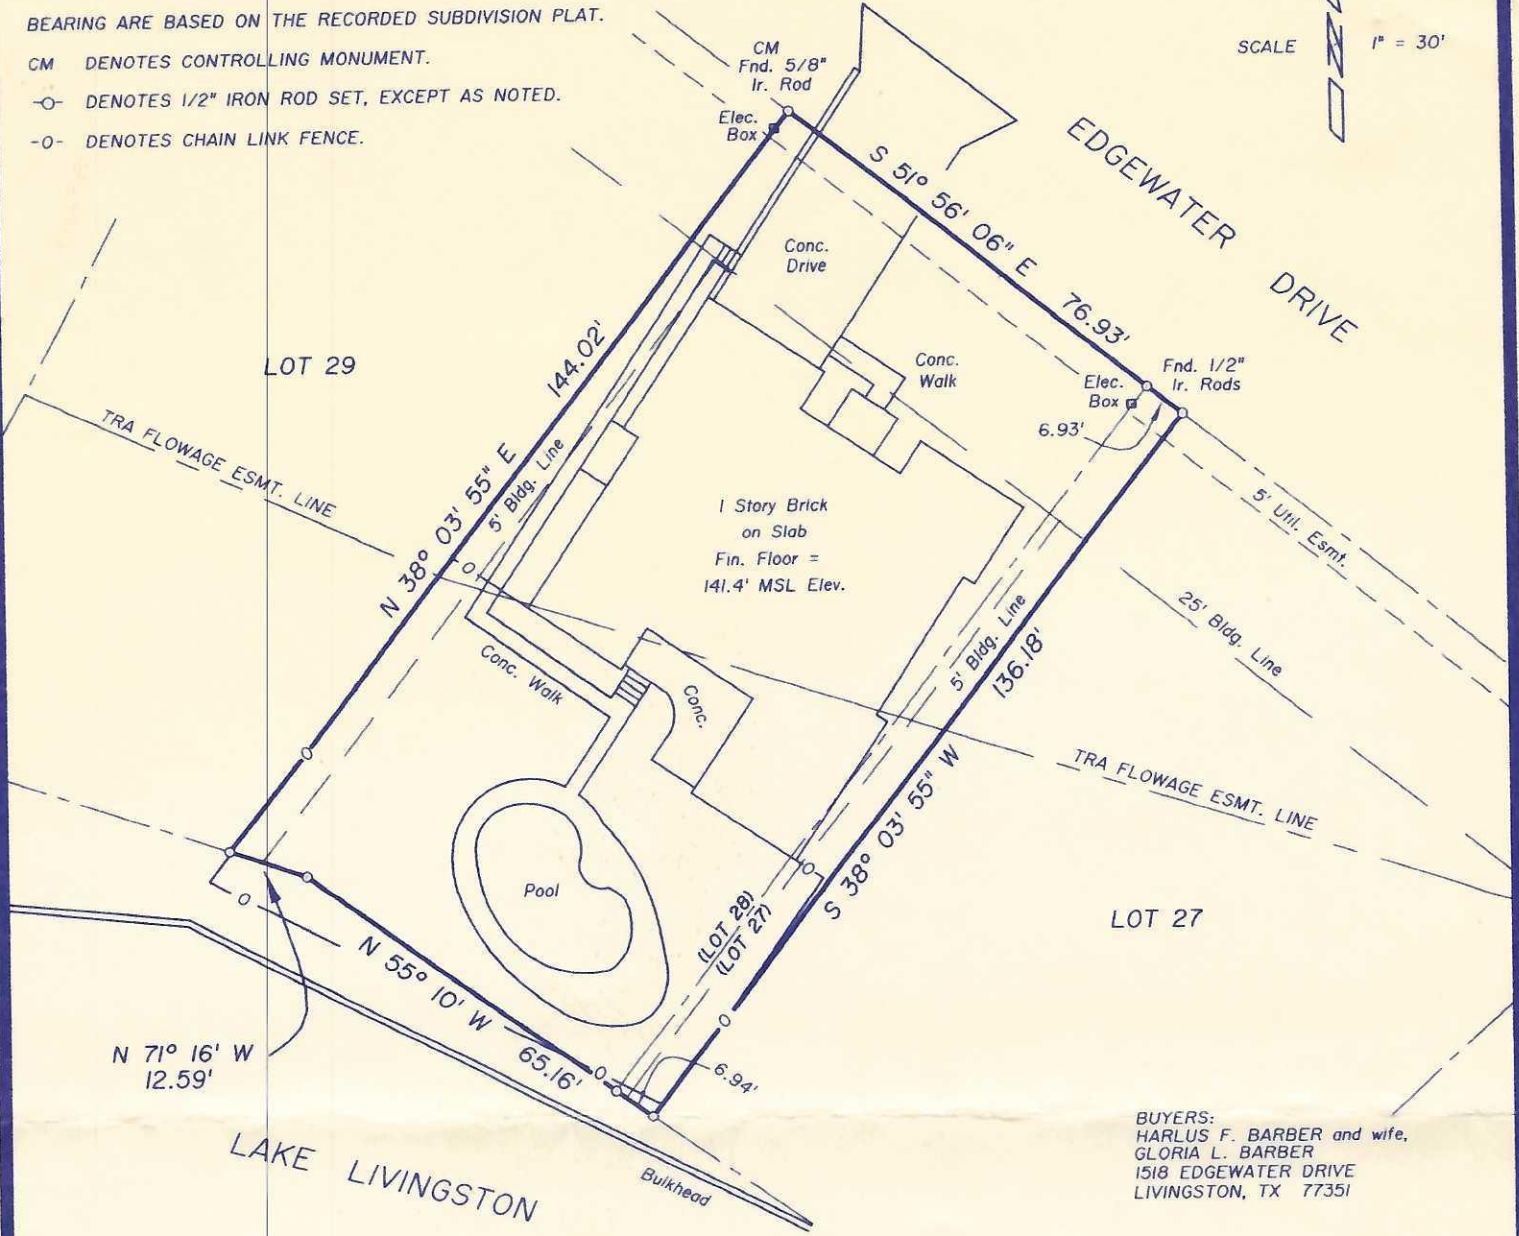 BEARING ARE BASED ON THE RECORDED SUBDIVISION PLAT.
CM DENOTES CONTROLLING MONUMENT.
-O- DENOTES 1/2" IRON ROD SET, EXCEPT AS NOTED.
-O- DENOTES CHAIN LINK FENCE.
SCALE 1" = 30'
CM
Fnd. 5/8"
Ir. Rod
Elec.
Box
EDGEWATER DRIVE
S 51° 56' 06" E 76.93'
Conc.
Drive
Conc.
Walk
Fnd. 1/2"
Ir. Rods
Elec.
Box
6.93'
LOT 29
144.02'
N 38° 03' 55" E
5' Bldg. Line
TRA FLOWAGE ESMT. LINE
1 Story Brick
on Slab
Fin. Floor =
141.4' MSL Elev.
5' Util. Esmt.
25' Bldg. Line
5' Bldg. Line
136.18'
S 38° 03' 55" W
Conc. Walk
Conc.
TRA FLOWAGE ESMT. LINE
Pool
(LOT 28)
(LOT 27)
LOT 27
N 55° 10' W
65.16'
6.94'
N 71° 16' W
12.59'
LAKE LIVINGSTON
Bulkhead
BUYERS:
HARLUS F. BARBER and wife,
GLORIA L. BARBER
1518 EDGEWATER DRIVE
LIVINGSTON, TX 77351